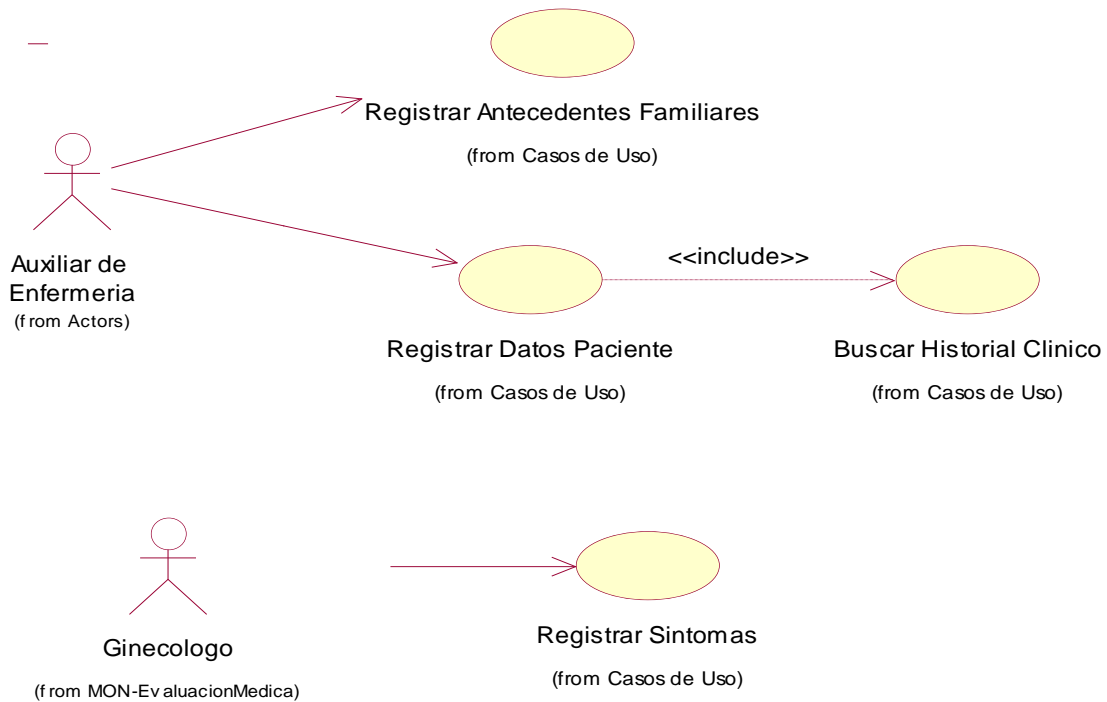 Registrar Antecedentes Familiares
(from Casos de Uso)
Auxiliar de
Enfermeria
(from Actors)
<<include>>
Registrar Datos Paciente
(from Casos de Uso)
Buscar Historial Clinico
(from Casos de Uso)
Ginecologo
(from MON-EvaluacionMedica)
Registrar Sintomas
(from Casos de Uso)